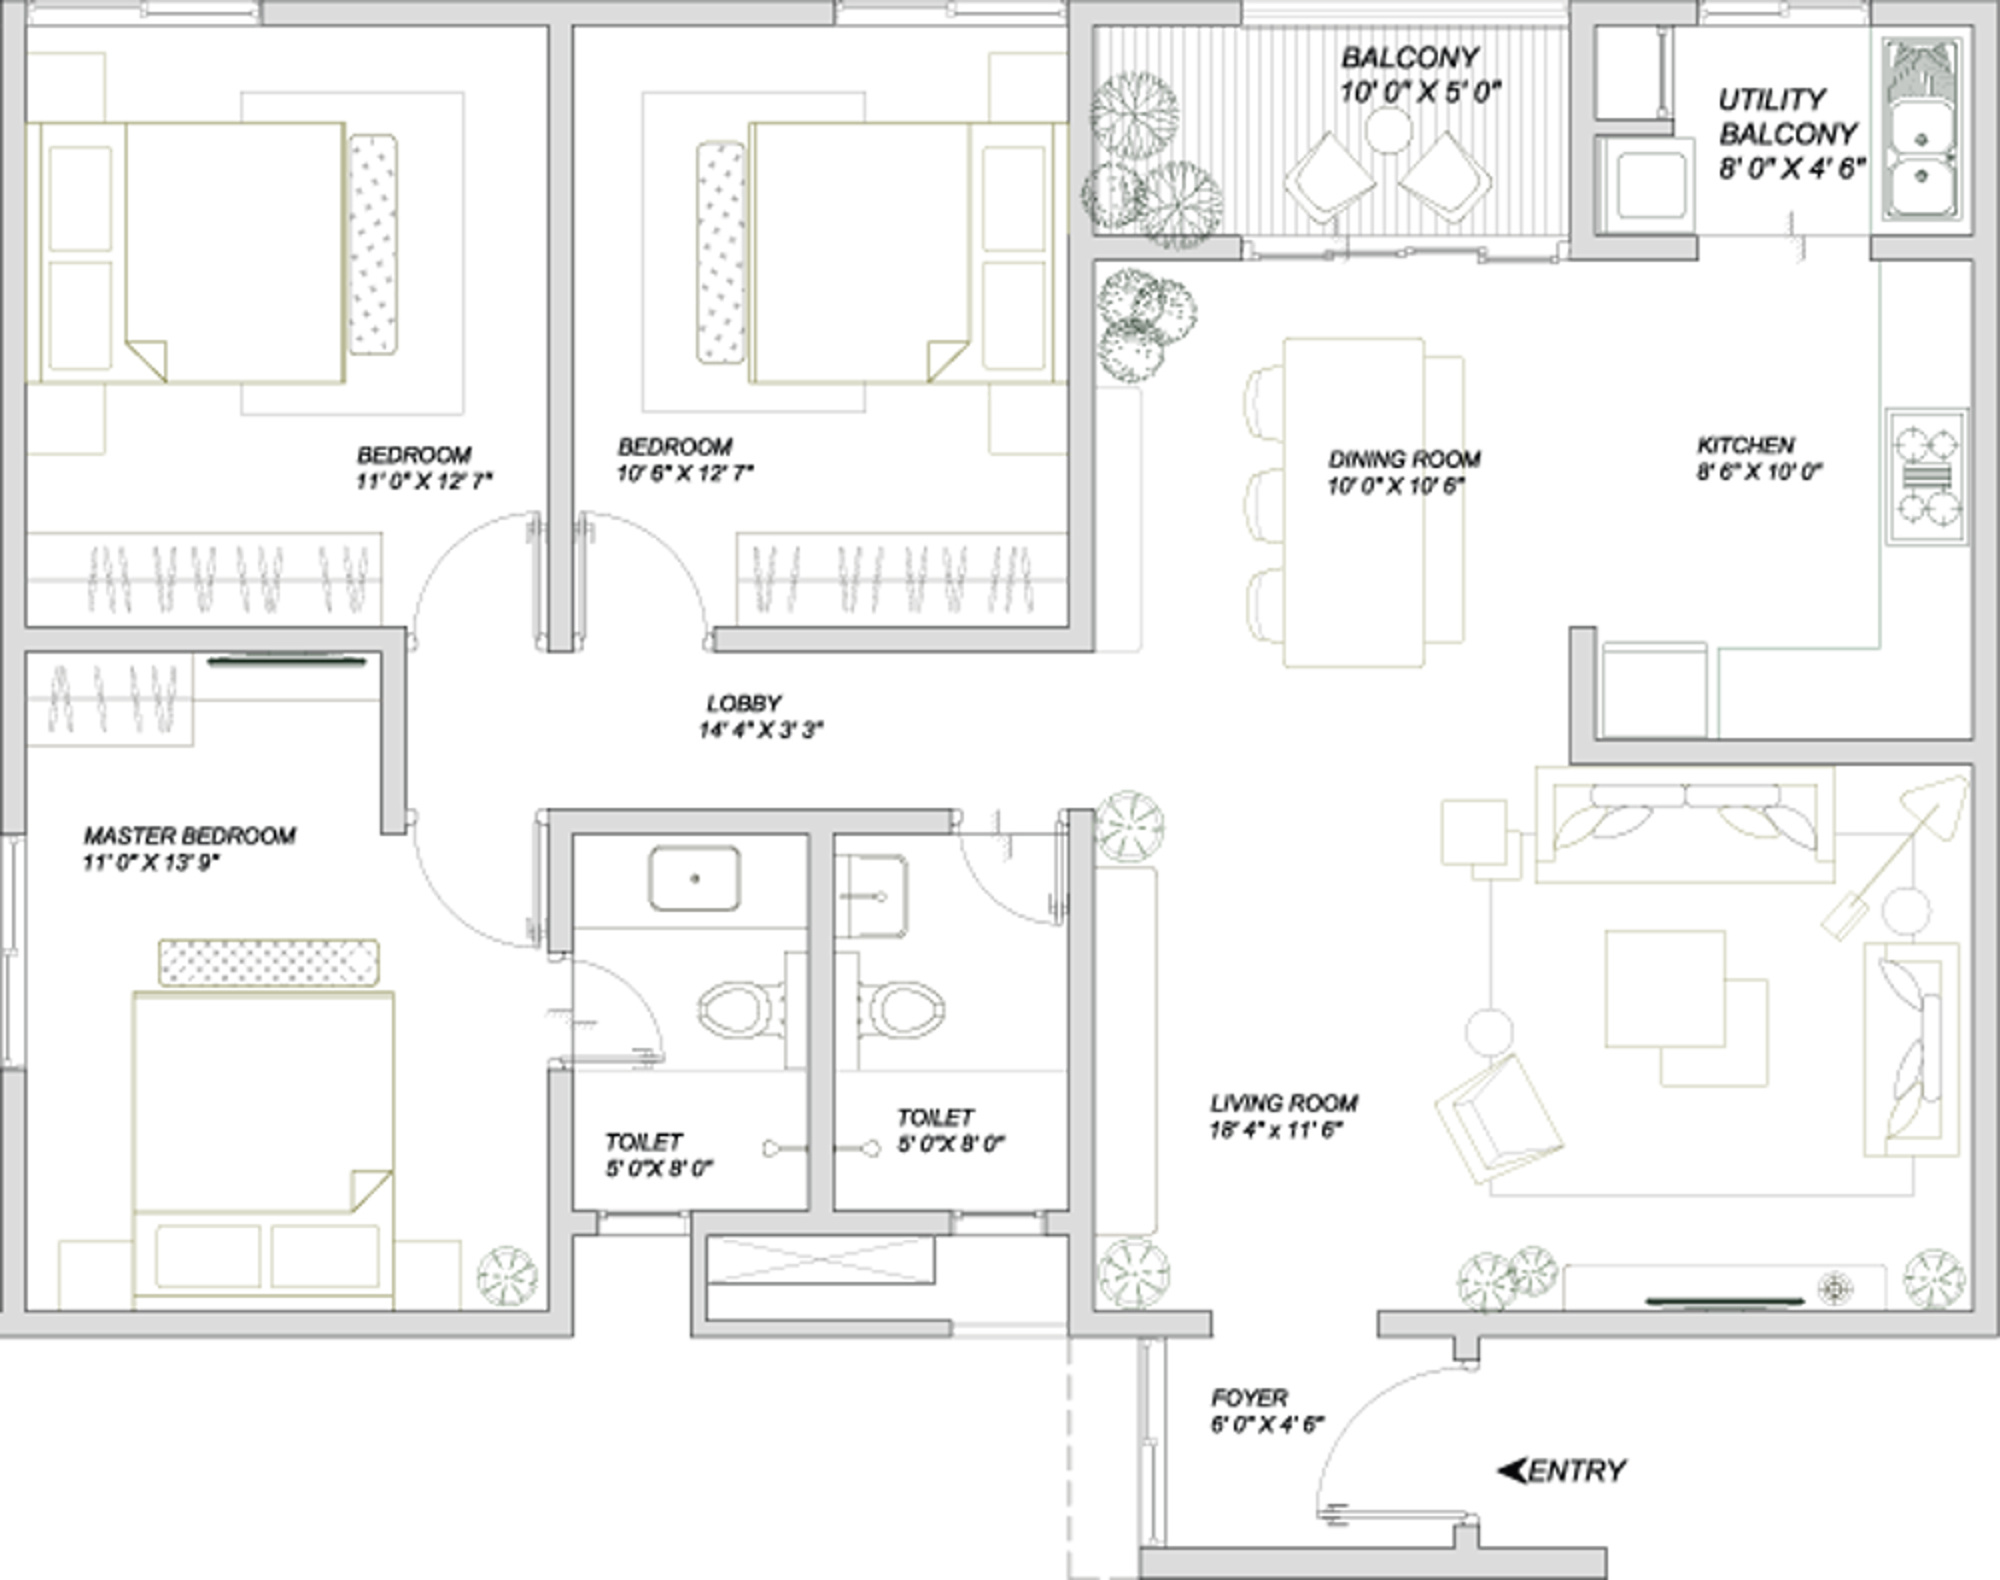 BALCONY
10' 0" X 5' 0"
UTILITY
BALCONY
8' 0" X 4' 6"
BEDROOM
11' 0" X 12' 7"
BEDROOM
10' 6" X 12' 7"
DINING ROOM
10' 0" X 10' 6"
KITCHEN
8' 6" X 10' 0"
LOBBY
14' 4" X 3' 3"
MASTER BEDROOM
11' 0" X 13' 9"
TOILET
5' 0"X 8' 0"
TOILET
5' 0"X 8' 0"
LIVING ROOM
18' 4" x 11' 6"
FOYER
6' 0" X 4' 6"
ENTRY